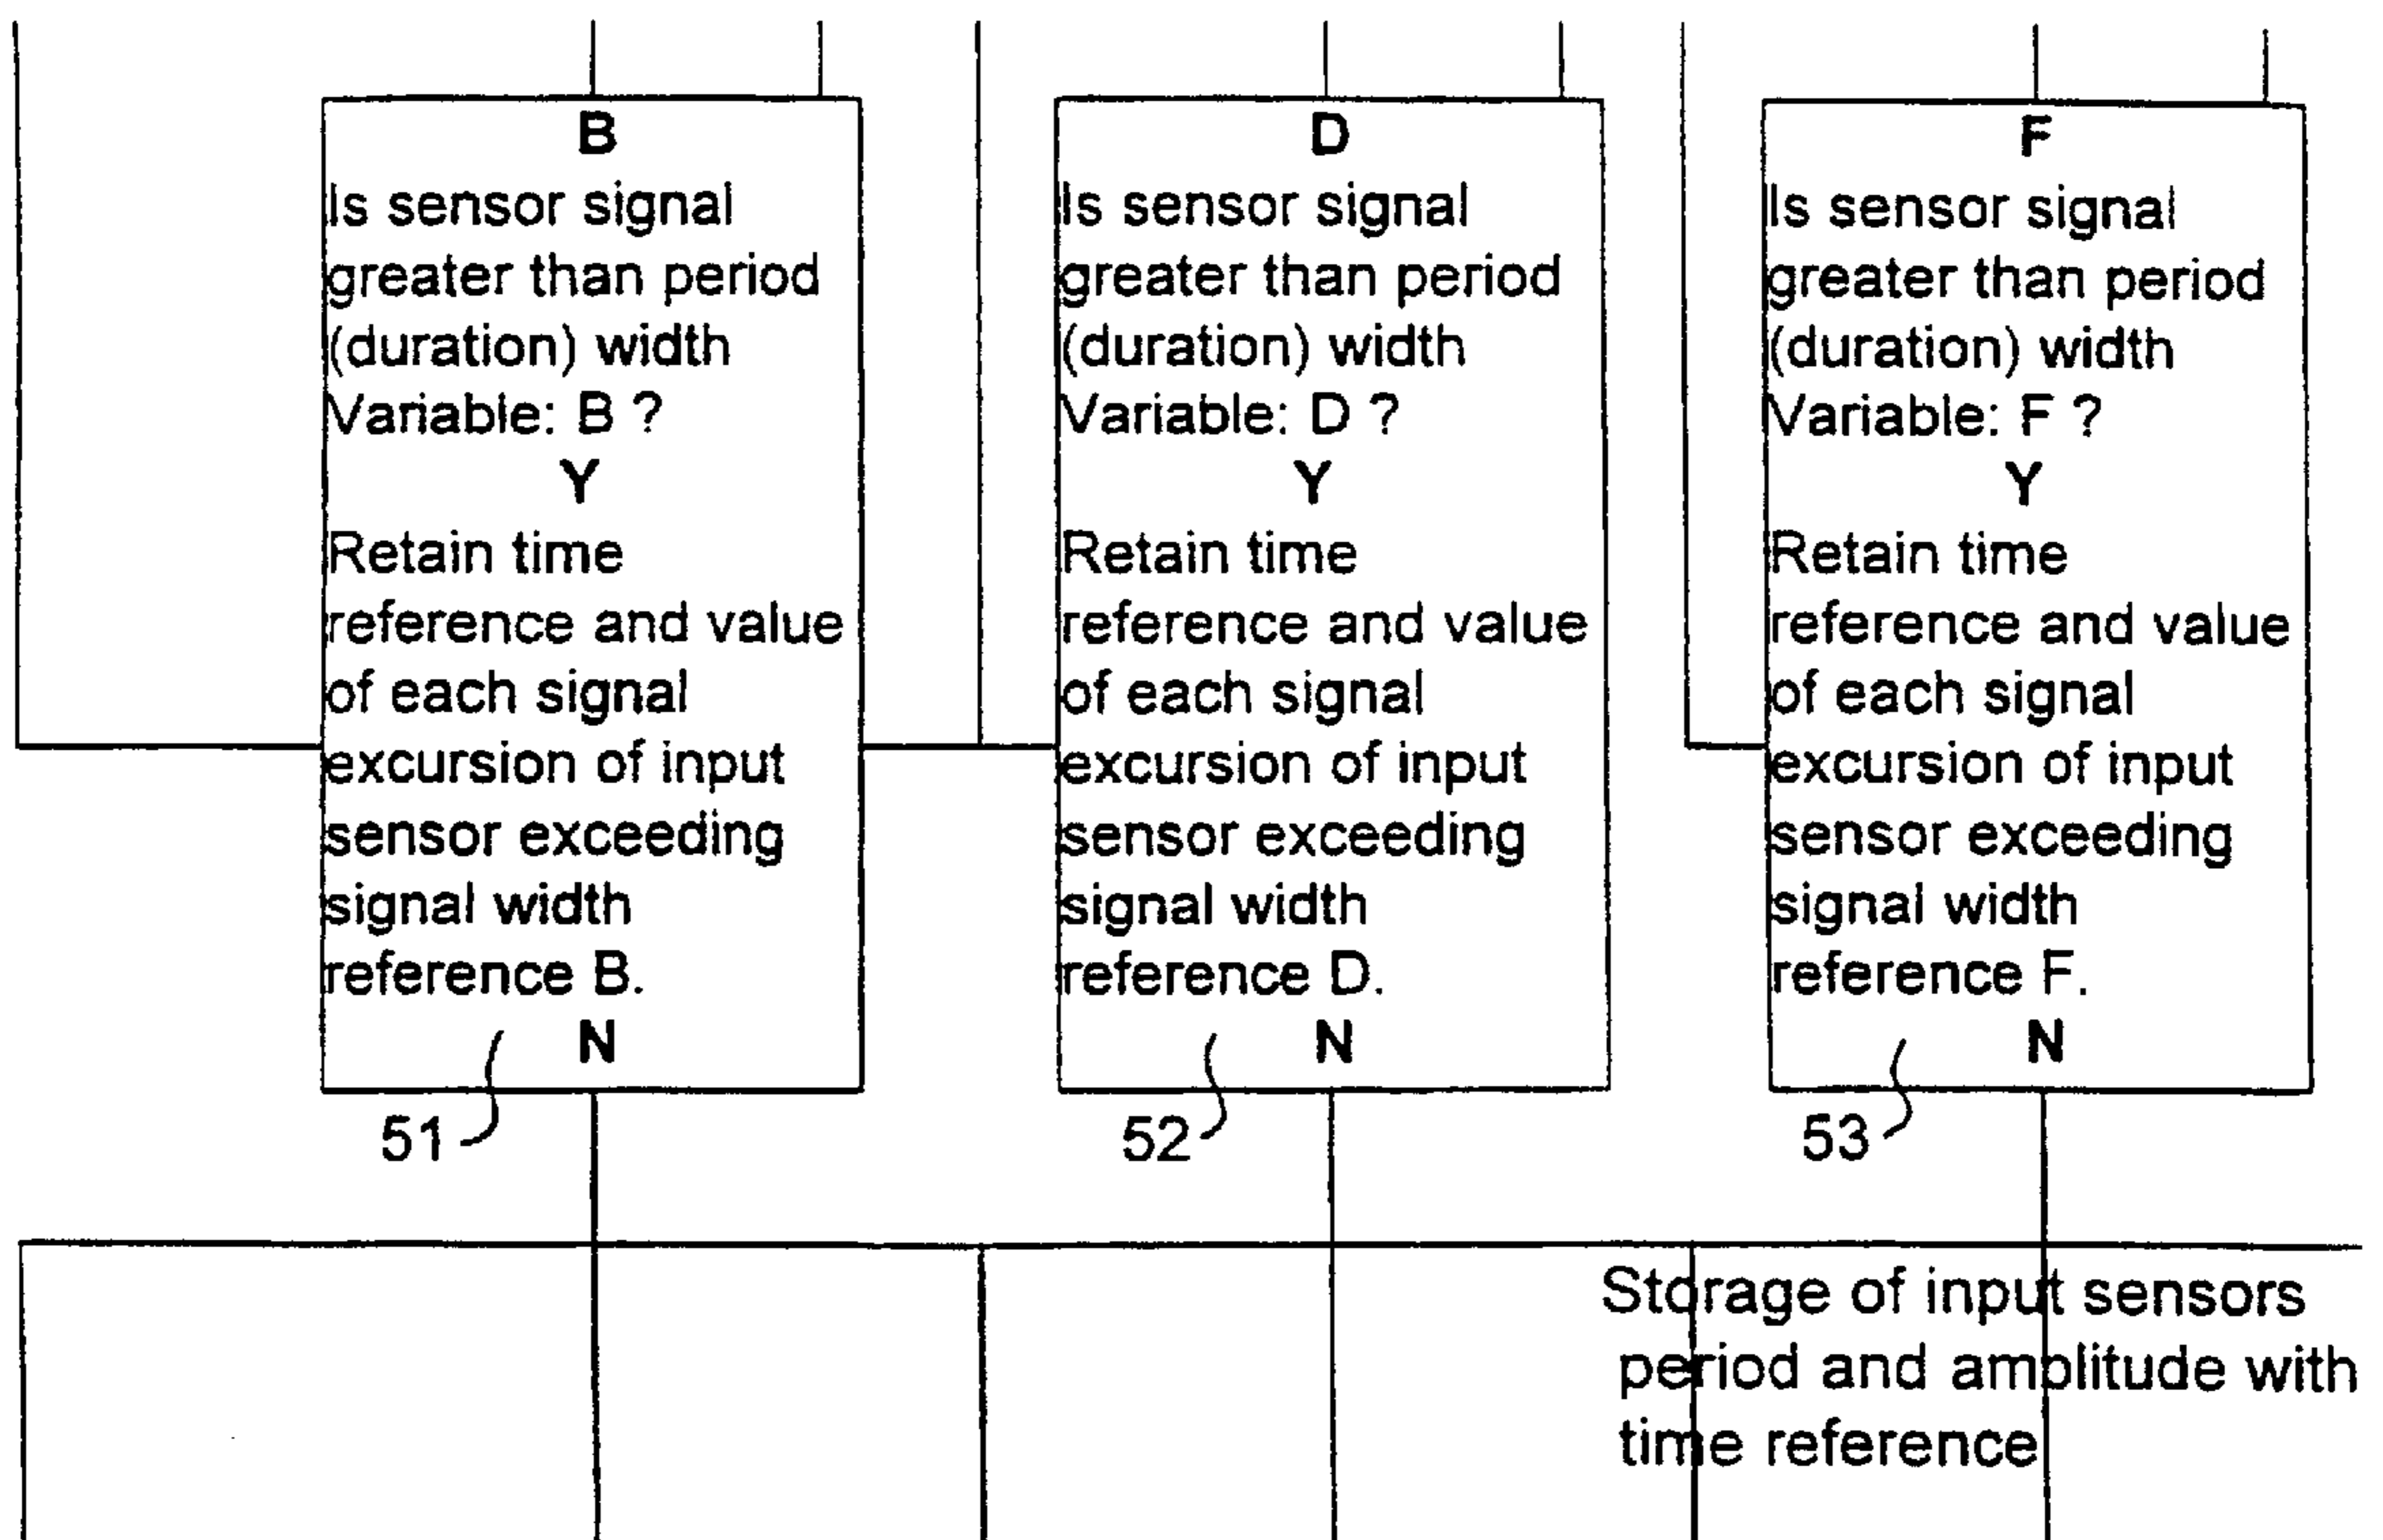 B
Is sensor signal
greater than period
(duration) width
Variable: B ?
Y
Retain time
reference and value
of each signal
excursion of input
sensor exceeding
signal width
reference B.
N
51
D
Is sensor signal
greater than period
(duration) width
Variable: D ?
Y
Retain time
reference and value
of each signal
excursion of input
sensor exceeding
signal width
reference D.
N
52
F
Is sensor signal
greater than period
(duration) width
Variable: F ?
Y
Retain time
reference and value
of each signal
excursion of input
sensor exceeding
signal width
reference F.
N
53
Storage of input sensors
period and amplitude with
time reference